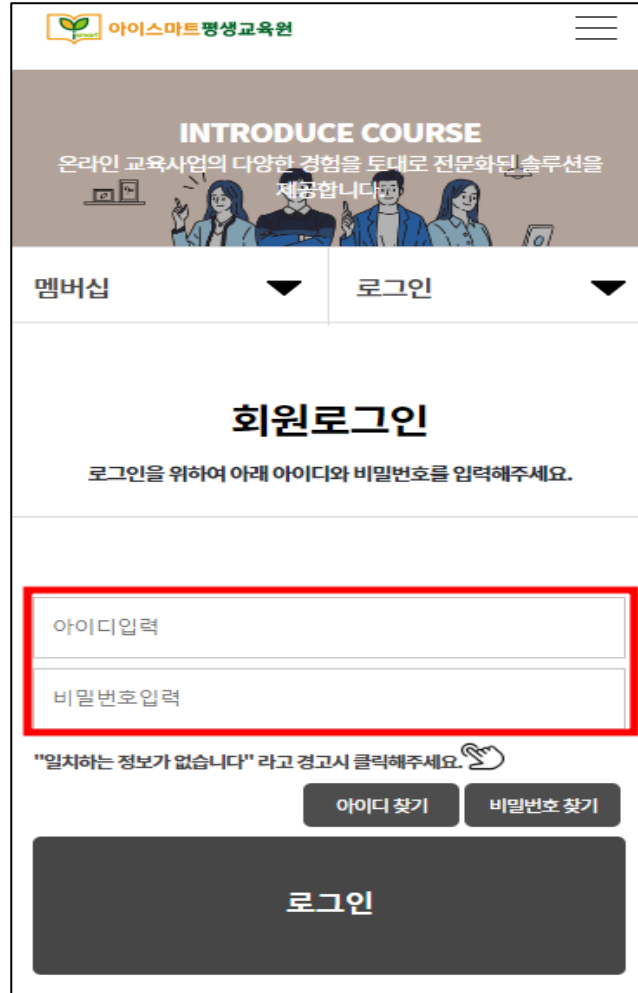 아이스마트평생교육원
INTRODUCE COURSE
온라인 교육사업의 다양한 경험을 토대로 전문화된 솔루션을
제공합니다.
멤버십
로그인
회원로그인
로그인을 위하여 아래 아이디와 비밀번호를 입력해주세요.
아이디입력
비밀번호입력
"일치하는 정보가 없습니다" 라고 경고시 클릭해주세요.
아이디 찾기
비밀번호 찾기
로그인